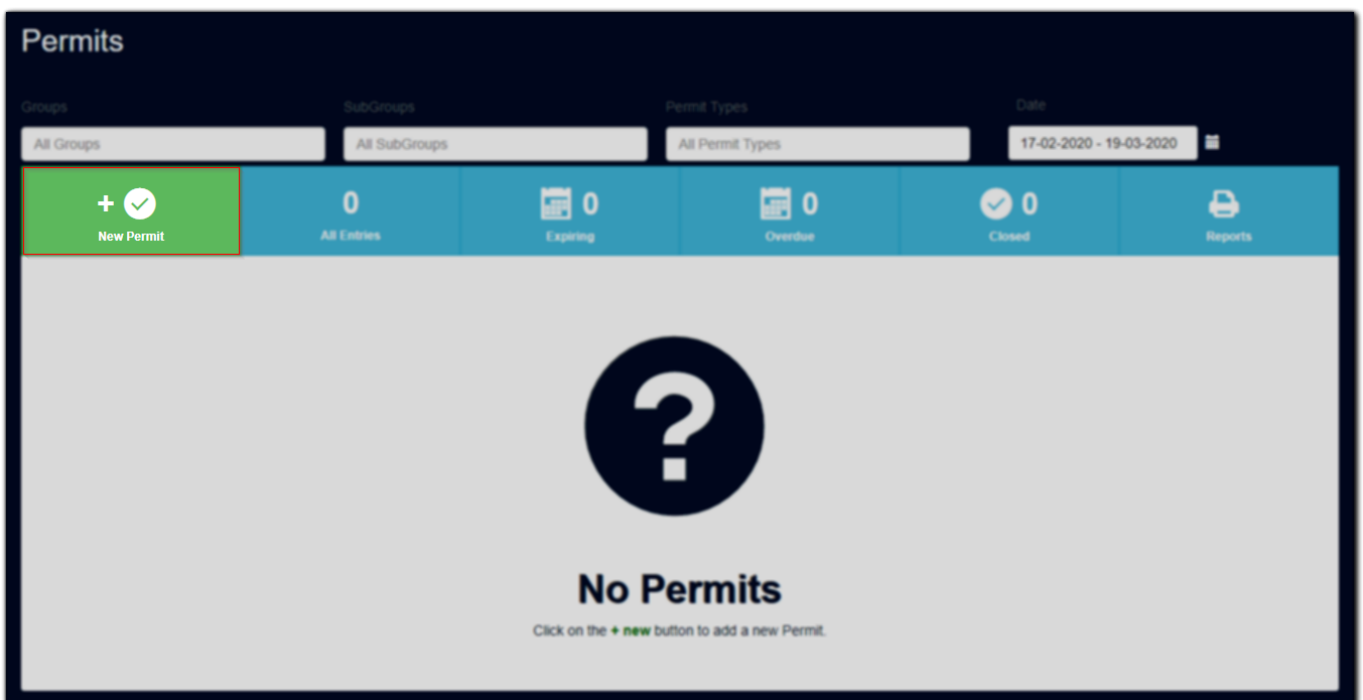 Permits
Groups SubGroups Permit Types Date
All Groups All SubGroups All Permit Types 17-02-2020 - 19-03-2020
+ 0 0 0 0
New Permit All Entries Expiring Overdue Closed Reports
?
No Permits
Click on the + new button to add a new Permit.